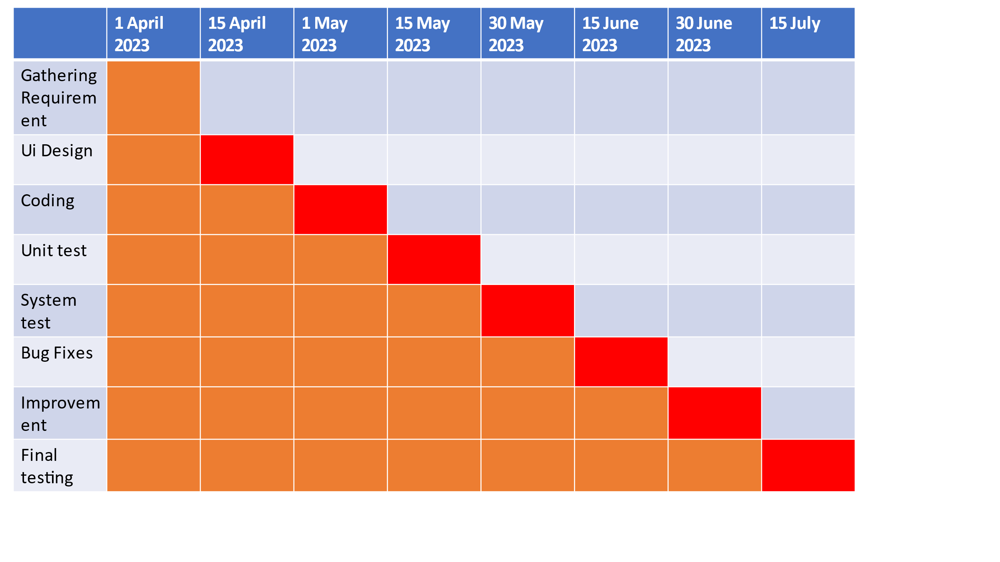 1 April
2023
15 April
2023
1 May
2023
15 May
2023
30 May
2023
15 June
2023
30 June
2023
15 July
Gathering
Requirem
ent
Ui Design
Coding
Unit test
System
test
Bug Fixes
Improvem
ent
Final
testing